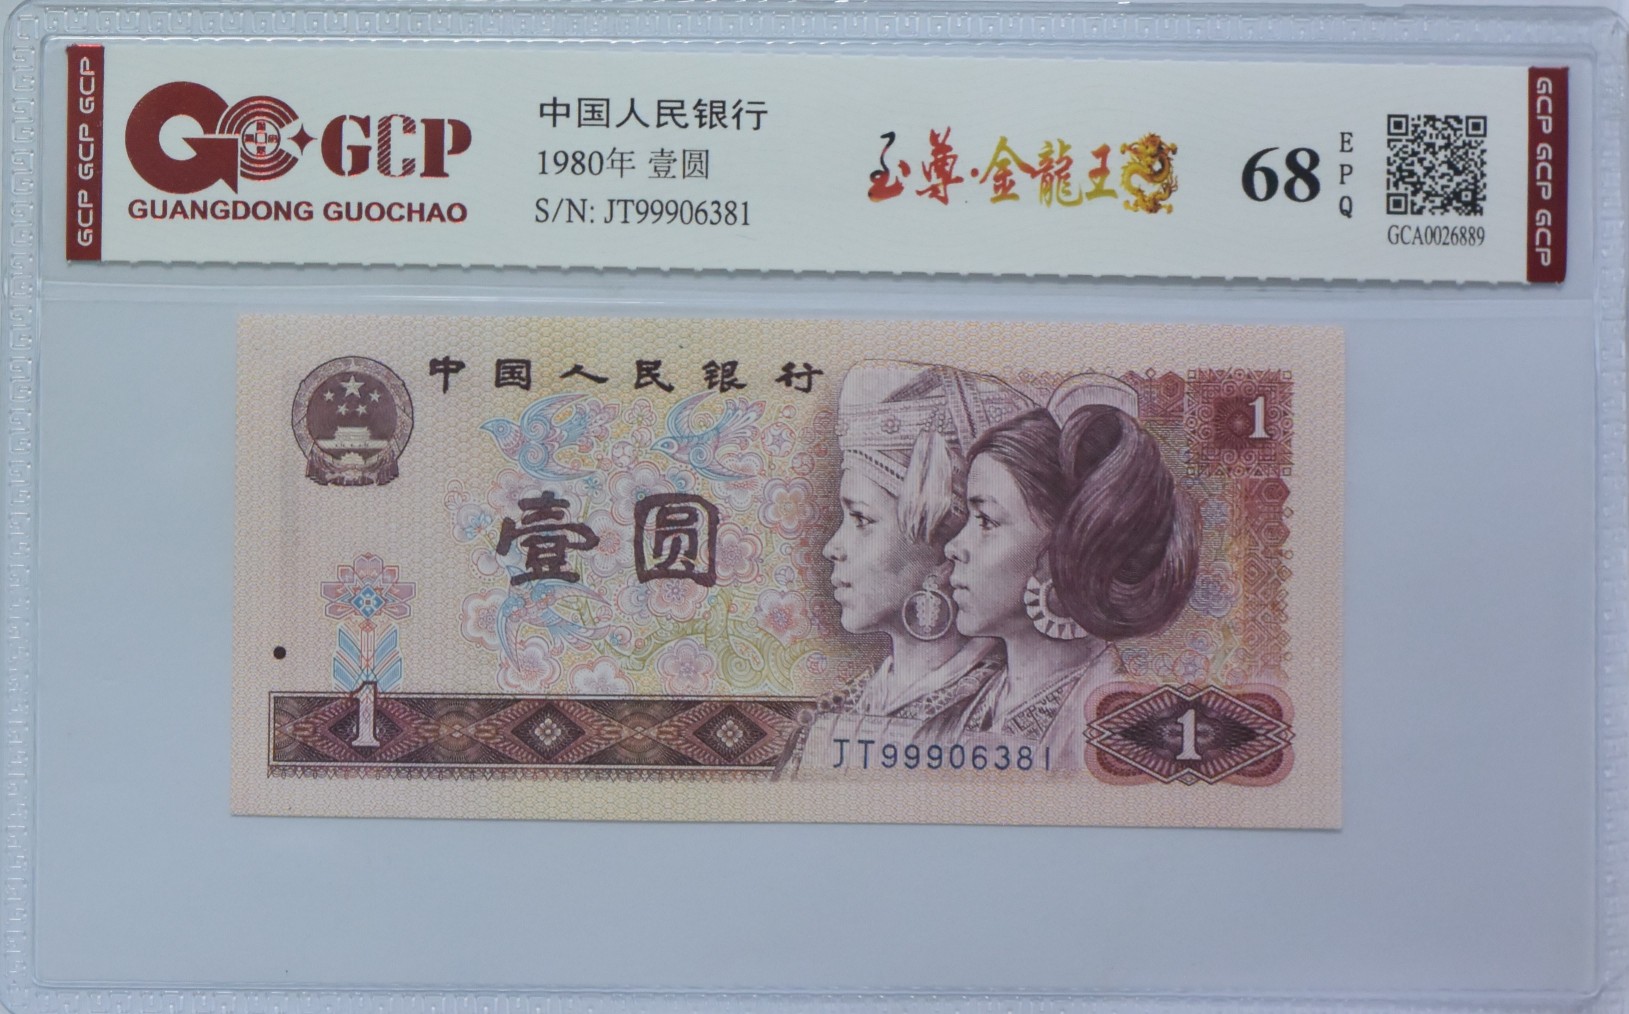 GCP GCP GCP
GCP
GUANGDONG GUOCHAO
中国人民银行
1980年 壹圆
S/N: JT99906381
至尊·金龍王
68
EPQ
GCA0026889
GCP GCP GCP
中国人民银行
1
壹圆
1
JT99906381
1